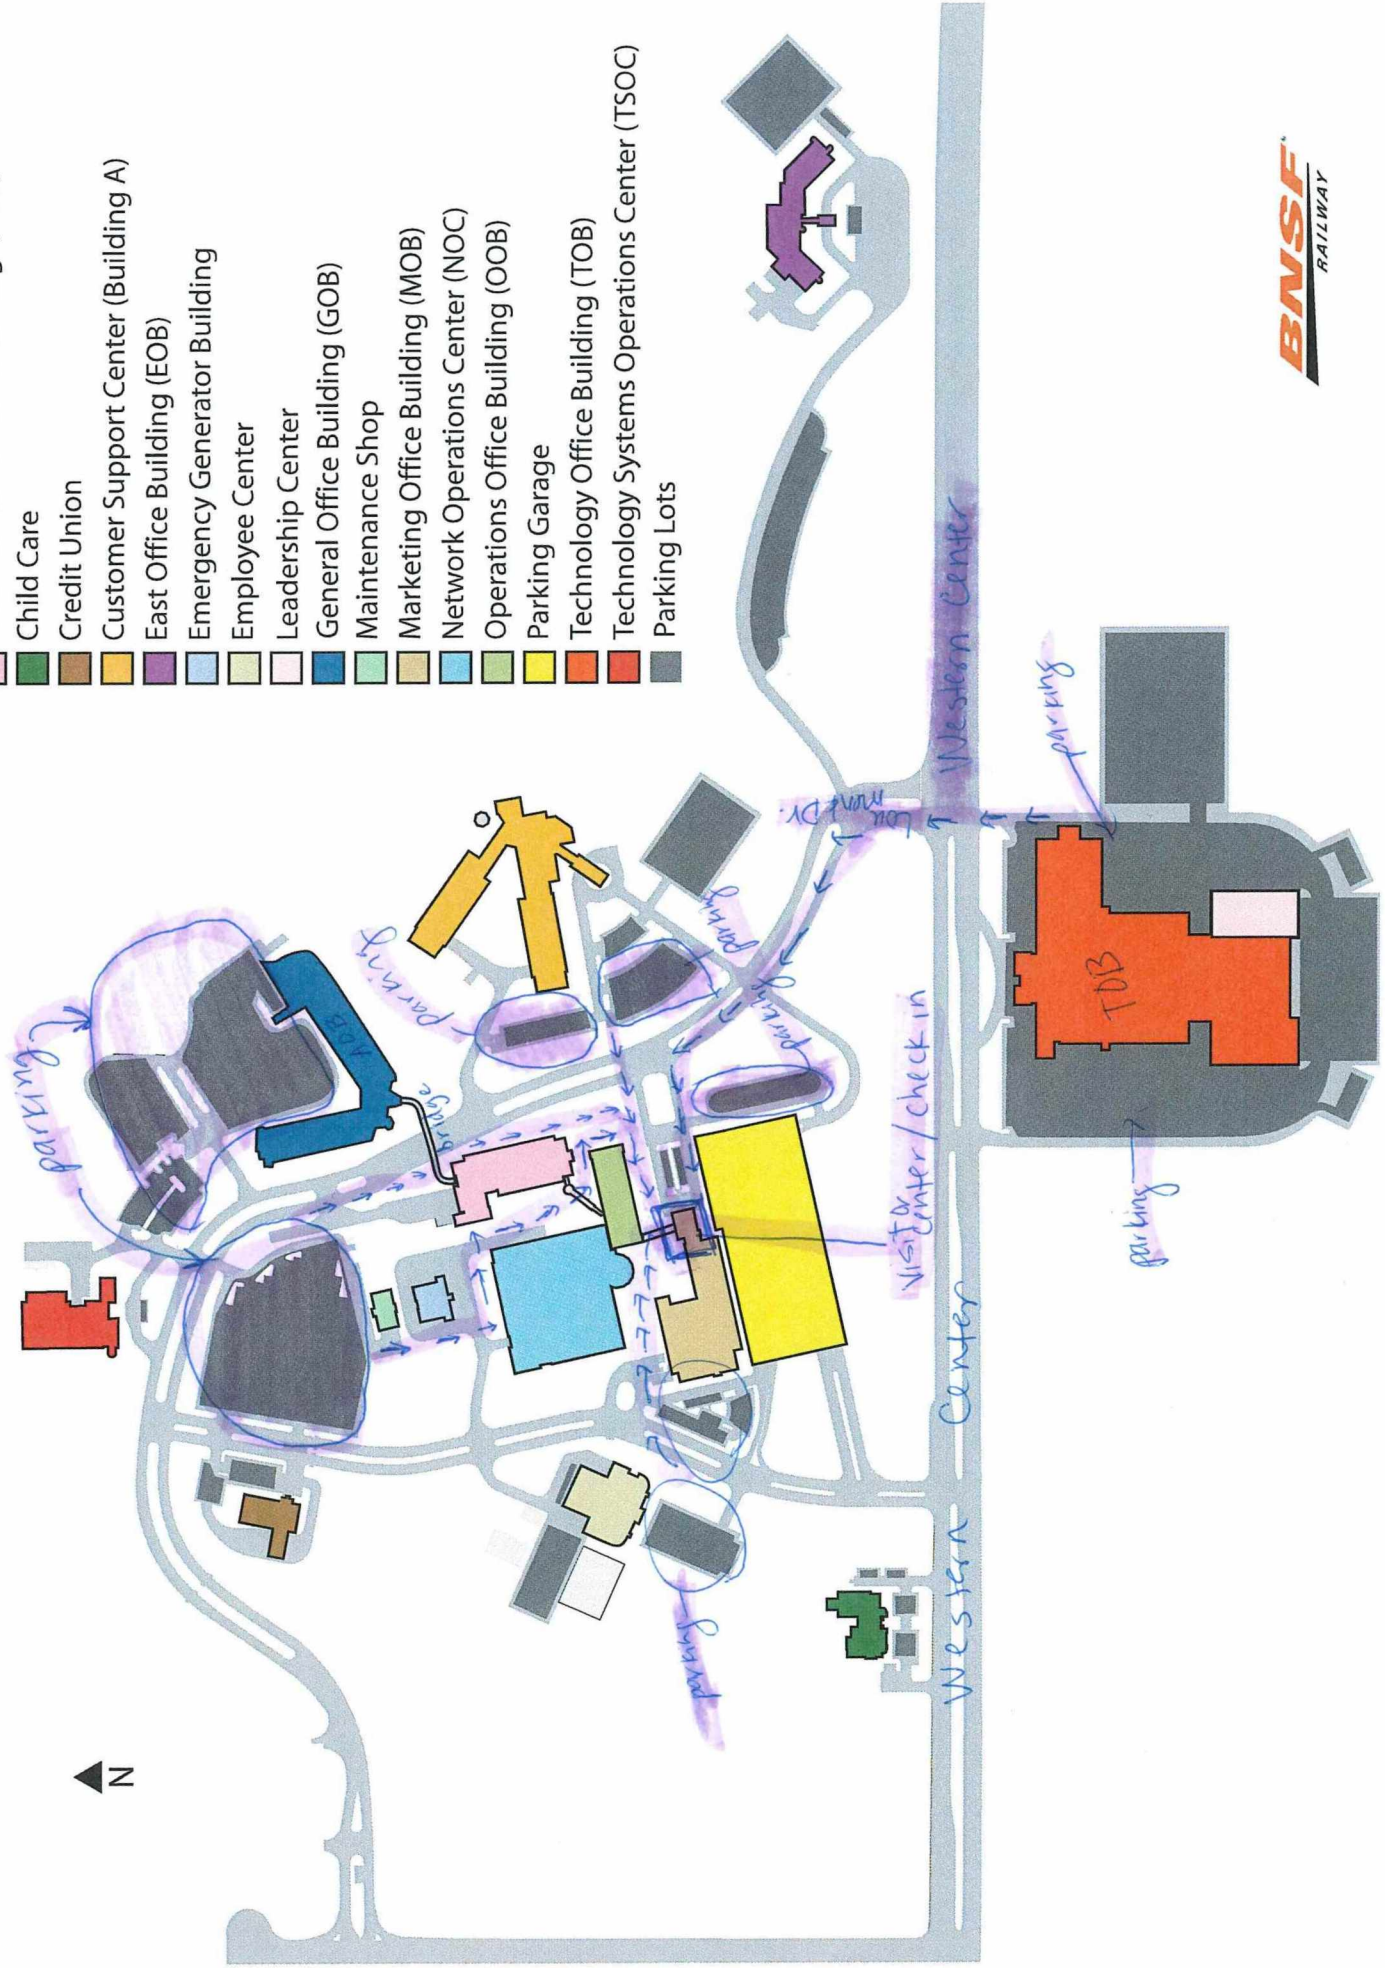 Child Care
Credit Union
Customer Support Center (Building A)
East Office Building (EOB)
Emergency Generator Building
Employee Center
Leadership Center
General Office Building (GOB)
Maintenance Shop
Marketing Office Building (MOB)
Network Operations Center (NOC)
Operations Office Building (OOB)
Parking Garage
Technology Office Building (TOB)
Technology Systems Operations Center (TSOC)
Parking Lots
N
parking
parking
bridge
parking
parking
parking
Lou
mont Dr.
Western Center
parking
visitor
center/check in
TOB
parking
Western Center
BNSF
RAILWAY